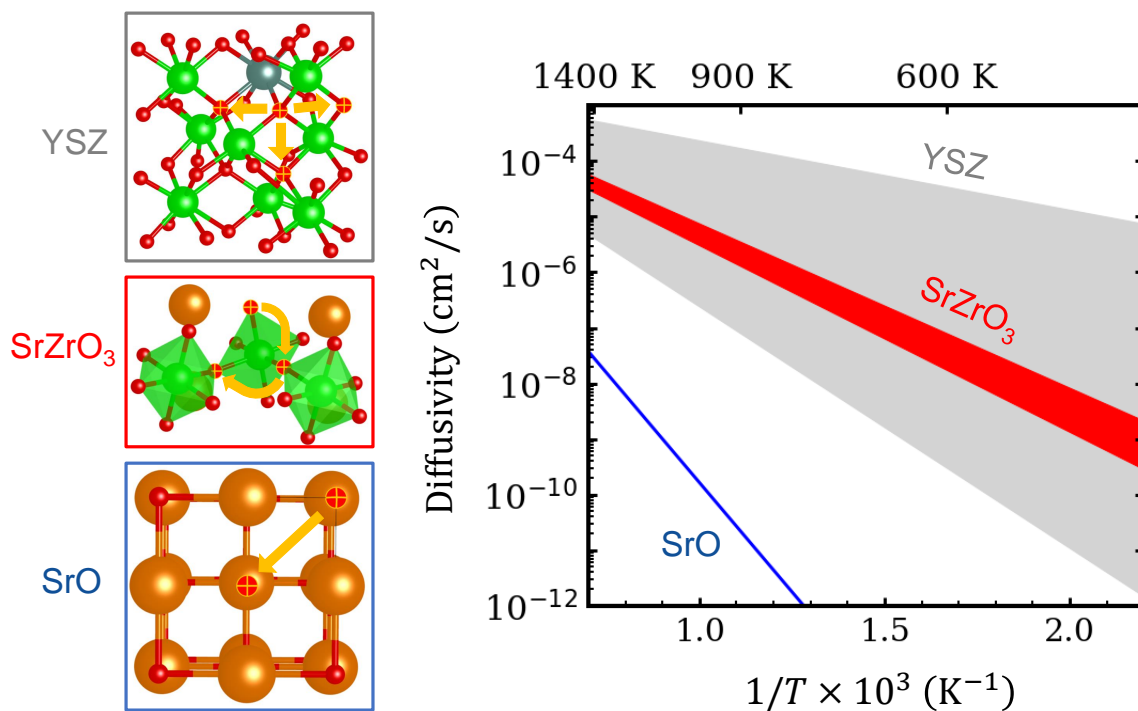 YSZ
SrZrO₃
SrO
1400 K
900 K
600 K
Diffusivity (cm²/s)
10⁻⁴
10⁻⁶
10⁻⁸
10⁻¹⁰
10⁻¹²
YSZ
SrZrO₃
SrO
1.0
1.5
2.0
1/T × 10³ (K⁻¹)